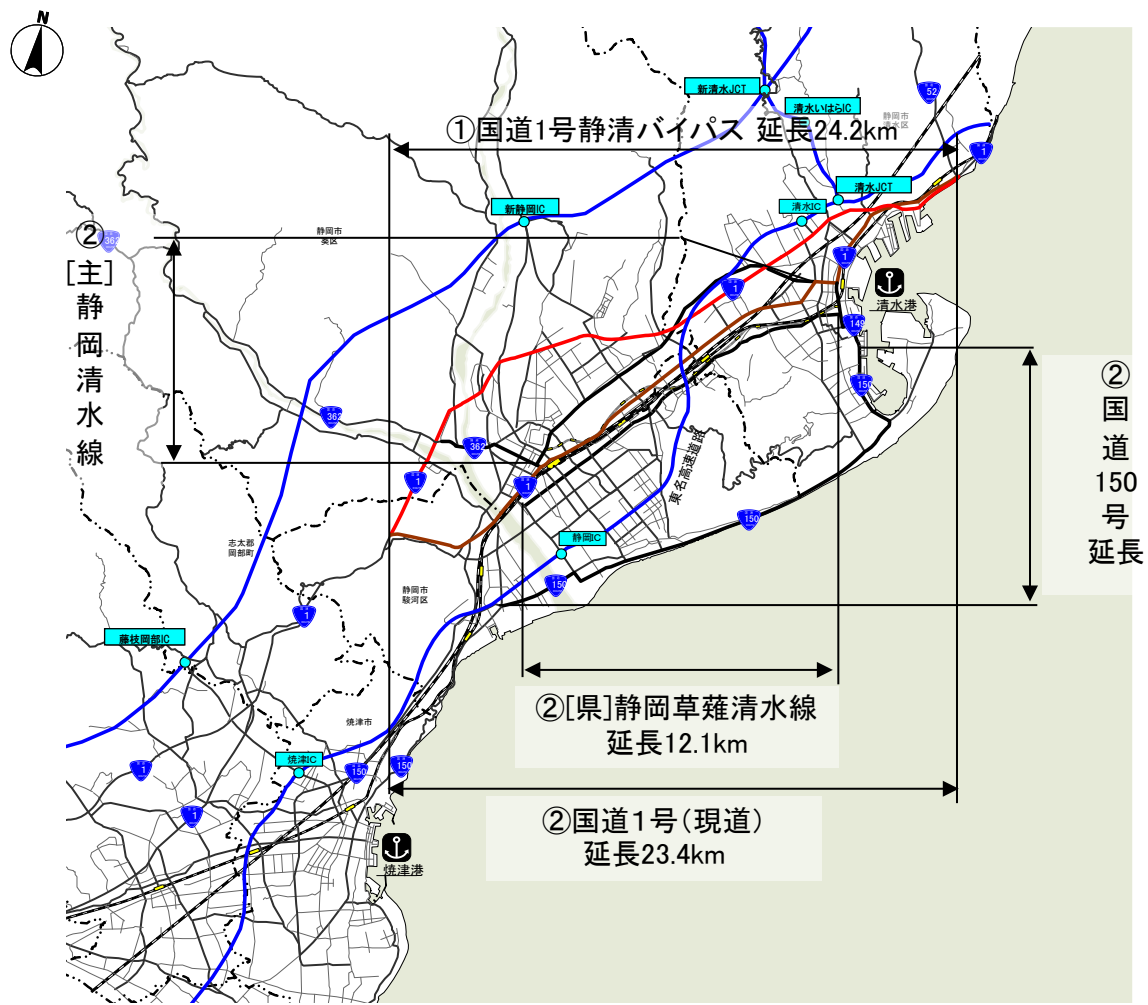 N
新清水JCT
清水いはらIC
52
静岡市
清水区
①国道1号静清バイパス 延長24.2km
1
清水JCT
新静岡IC
清水IC
静岡市
葵区
②
[主]
静
岡
清
水
線
362
1
1
清水港
149
150
②
国
道
150
号
延長
362
362
東名高速道路
1
1
150
静岡IC
150
志太郡
岡部町
静岡市
駿河区
1
藤枝岡部IC
②[県]静岡草薙清水線
延長12.1km
焼津市
焼津IC
150
150
1
1
②国道1号(現道)
延長23.4km
焼津港